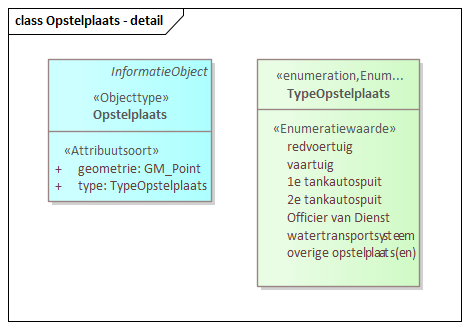 class Opstelplaats - detail
InformatieObject
«Objecttype»
Opstelplaats
«Attribuutsoort»
+ geometrie: GM_Point
+ type: TypeOpstelplaats
«enumeration,Enum...
TypeOpstelplaats
«Enumeratiewaarde»
redvoertuig
vaartuig
1e tankautospuit
2e tankautospuit
Officier van Dienst
watertransportsysteem
overige opstelplaats(en)